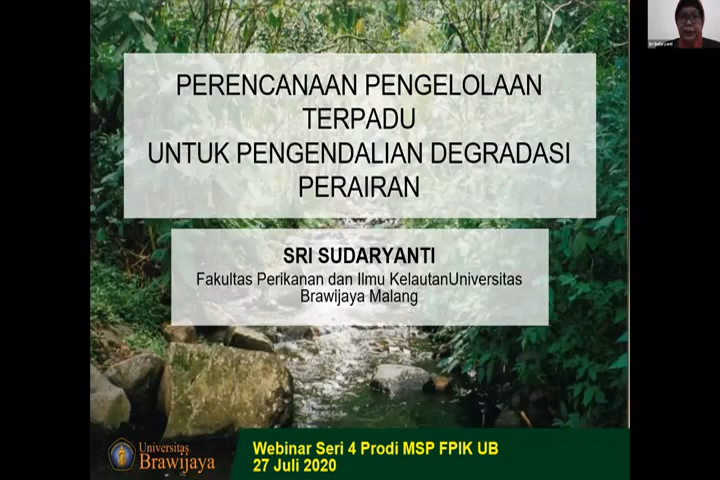 PERENCANAAN PENGELOLAAN
TERPADU
UNTUK PENGENDALIAN DEGRADASI
PERAIRAN
SRI SUDARYANTI
Fakultas Perikanan dan Ilmu KelautanUniversitas
Brawijaya Malang
Universitas
Brawijaya
Webinar Seri 4 Prodi MSP FPIK UB
27 Juli 2020